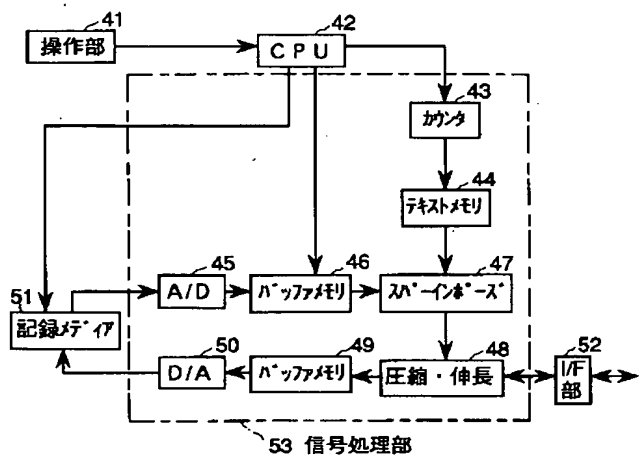 41
操作部
42
CPU
43
カウンタ
44
テキストメモリ
45
A/D
46
バッファメモリ
47
スパーインポーズ
51
記録メディア
50
D/A
49
バッファメモリ
48
圧縮・伸長
52
I/F
部
53 信号処理部